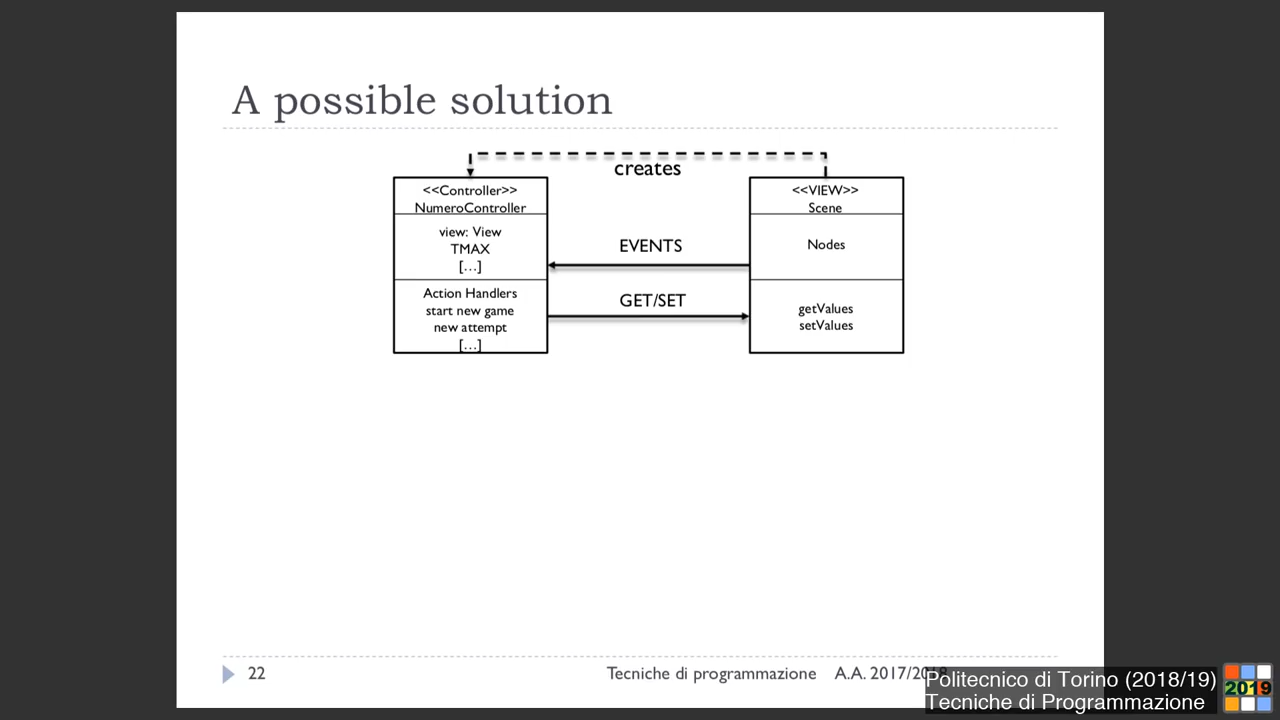 A possible solution
creates
<<Controller>>
NumeroController
view: View
TMAX
[...]
Action Handlers
start new game
new attempt
[...]
EVENTS
GET/SET
<<VIEW>>
Scene
Nodes
getValues
setValues
22
Tecniche di programmazione A.A. 2017/2018
Politecnico di Torino (2018/19)
Tecniche di Programmazione
2019